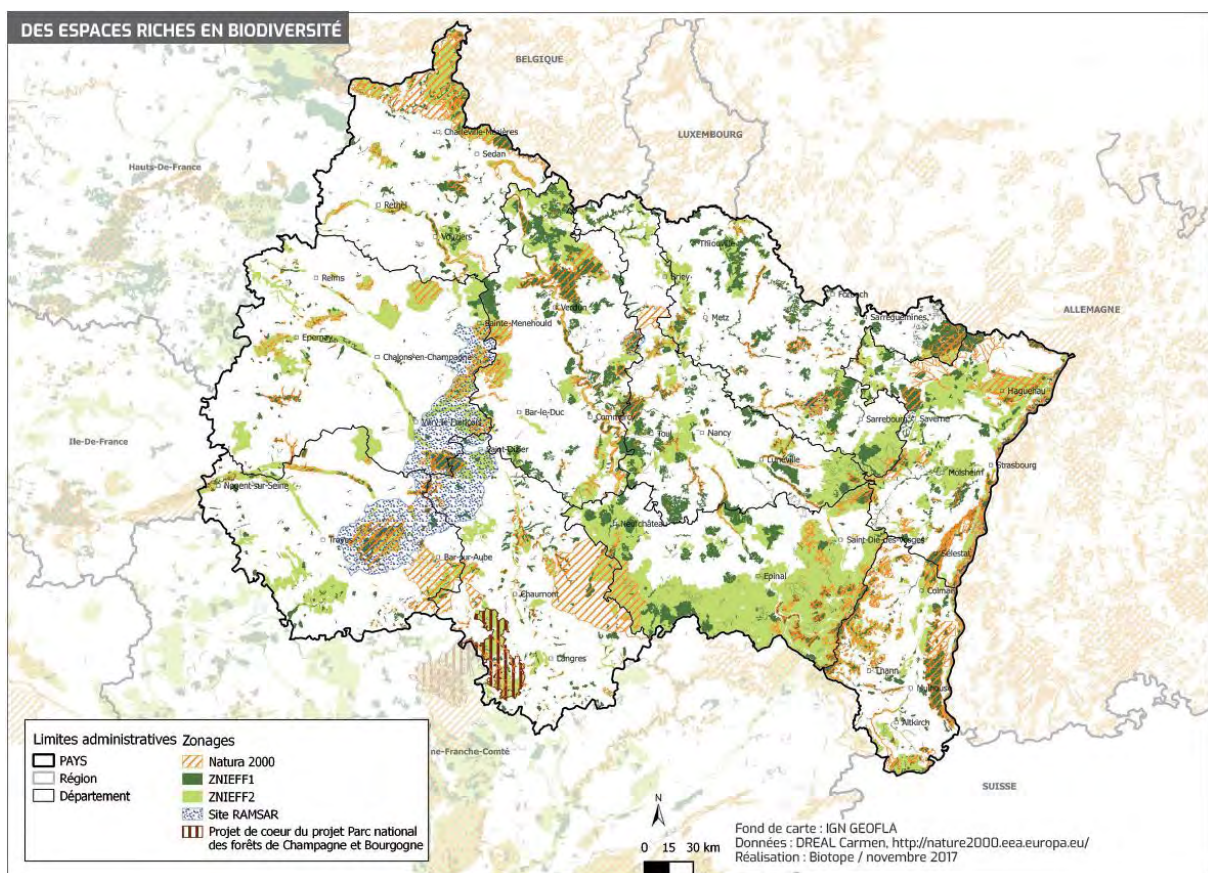 DES ESPACES RICHES EN BIODIVERSITÉ
BELGIQUE
LUXEMBOURG
Charleville-Mézières
Sedan
Hauts-De-France
Rethel
Vouziers
Thionville
Briey
Reims
Forbach
ALLEMAGNE
Verdun
Metz
Sarreguemines
Sainte-Menehould
Epernay
Chalons-en-Champagne
Haguenau
Bar-le-Duc
Commercy
Vitry-le-François
Sarrebourg
Saverne
Toul
Nancy
Ile-De-France
Saint-Dizier
Lunéville
Strasbourg
Molsheim
Nogent-sur-Seine
Neufchâteau
Troyes
Saint-Dié-des-Vosges
Sélestat
Bar-sur-Aube
Epinal
Chaumont
Colmar
Langres
Thann
Mulhouse
Altkirch
ne-Franche-Comté
SUISSE
Limites administratives
PAYS
Région
Département
Zonages
Natura 2000
ZNIEFF1
ZNIEFF2
Site RAMSAR
Projet de coeur du projet Parc national
des forêts de Champagne et Bourgogne
N
0 15 30 km
Fond de carte : IGN GEOFLA
Données : DREAL Carmen, http://nature2000.eea.europa.eu/
Réalisation : Biotope / novembre 2017